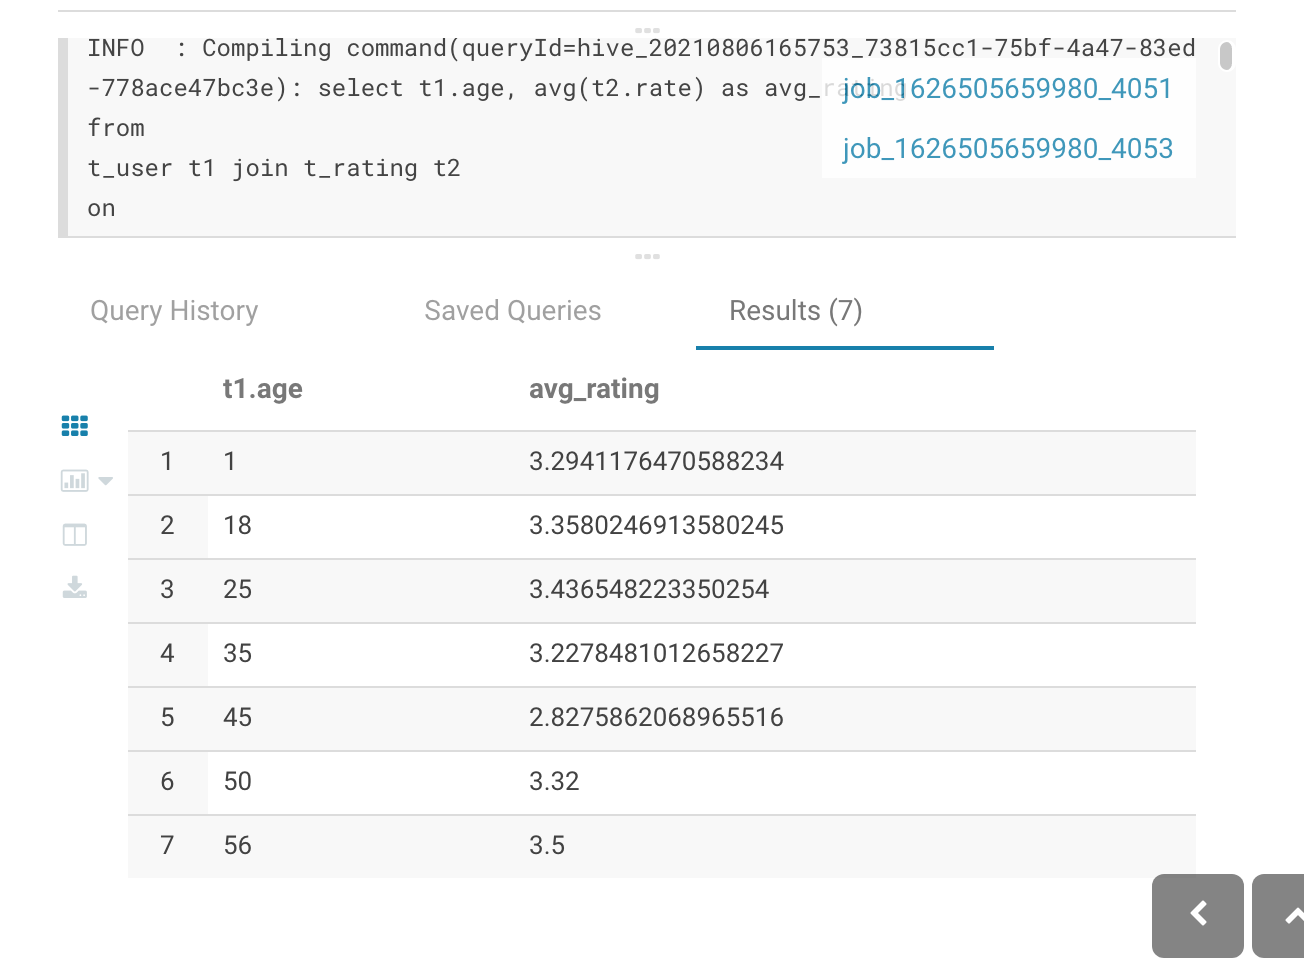 INFO  : Compiling command(queryId=hive_20210806165753_73815cc1-75bf-4a47-83ed
-778ace47bc3e): select t1.age, avg(t2.rate) as avg_rating
job_1626505659980_4051
from
job_1626505659980_4053
t_user t1 join t_rating t2
on
Query History Saved Queries Results (7)
t1.age avg_rating
1 1 3.2941176470588234
2 18 3.3580246913580245
3 25 3.436548223350254
4 35 3.2278481012658227
5 45 2.8275862068965516
6 50 3.32
7 56 3.5